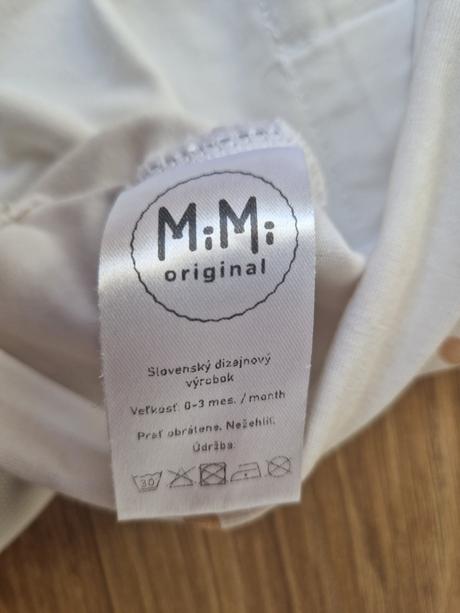 MiMi
original
Slovenský dizajnový
výrobok
Veľkosť: 0-3 mes. / month
Prať obrátene. Nežehliť.
Údržba:
30